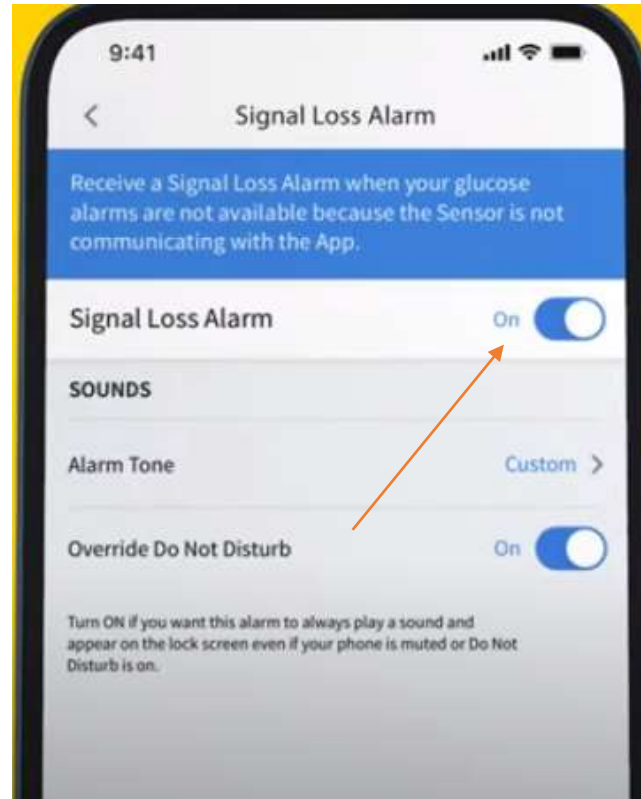 9:41
Signal Loss Alarm
Receive a Signal Loss Alarm when your glucose
alarms are not available because the Sensor is not
communicating with the App.
Signal Loss Alarm On
SOUNDS
Alarm Tone Custom >
Override Do Not Disturb On
Turn ON if you want this alarm to always play a sound and
appear on the lock screen even if your phone is muted or Do Not
Disturb is on.